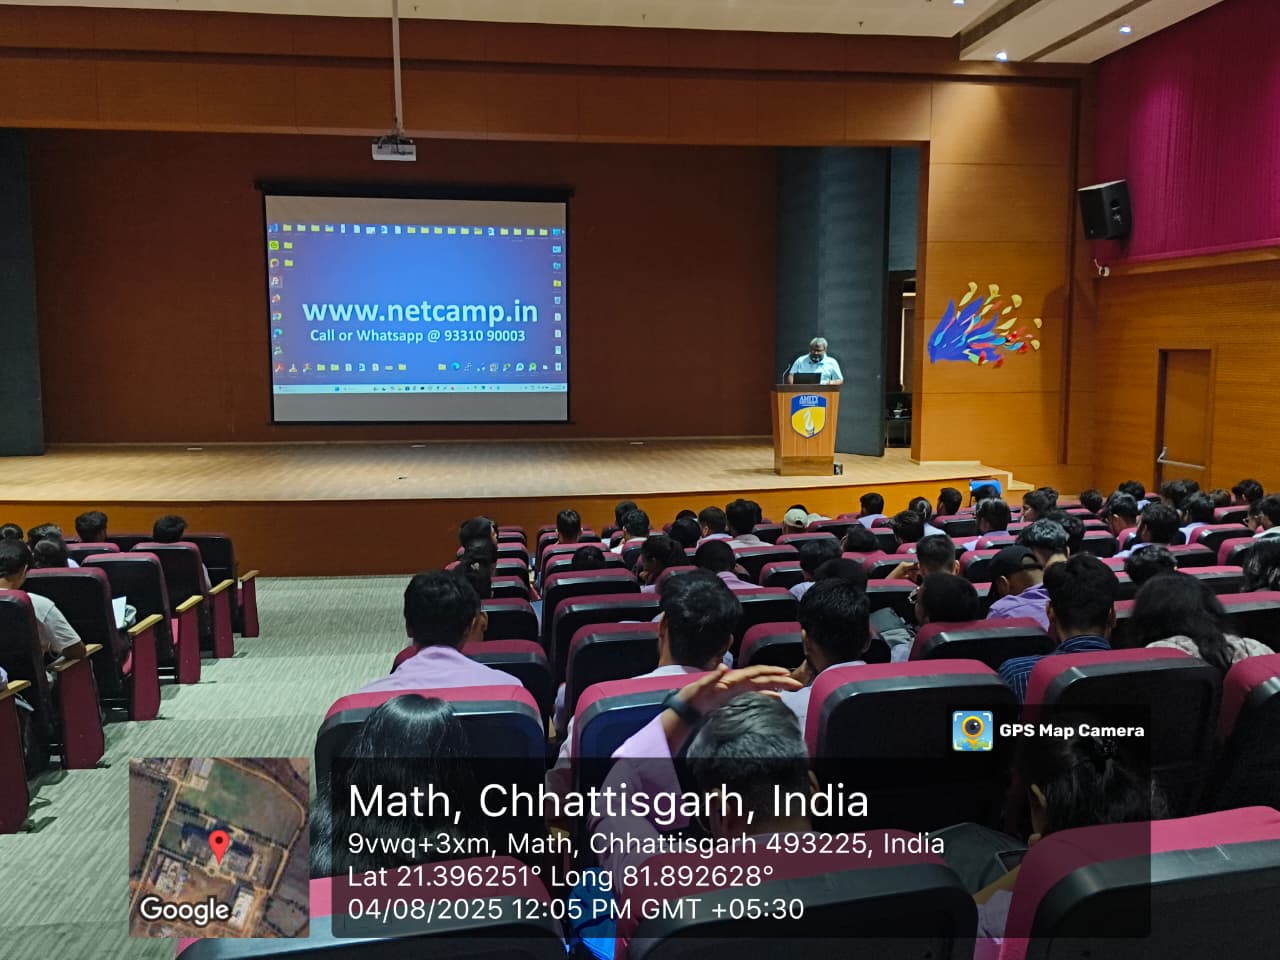 www.netcamp.in
Call or Whatsapp @ 93310 90003
AMITY
GPS Map Camera
Math, Chhattisgarh, India
9vwq+3xm, Math, Chhattisgarh 493225, India
Lat 21.396251° Long 81.892628°
04/08/2025 12:05 PM GMT +05:30
Google